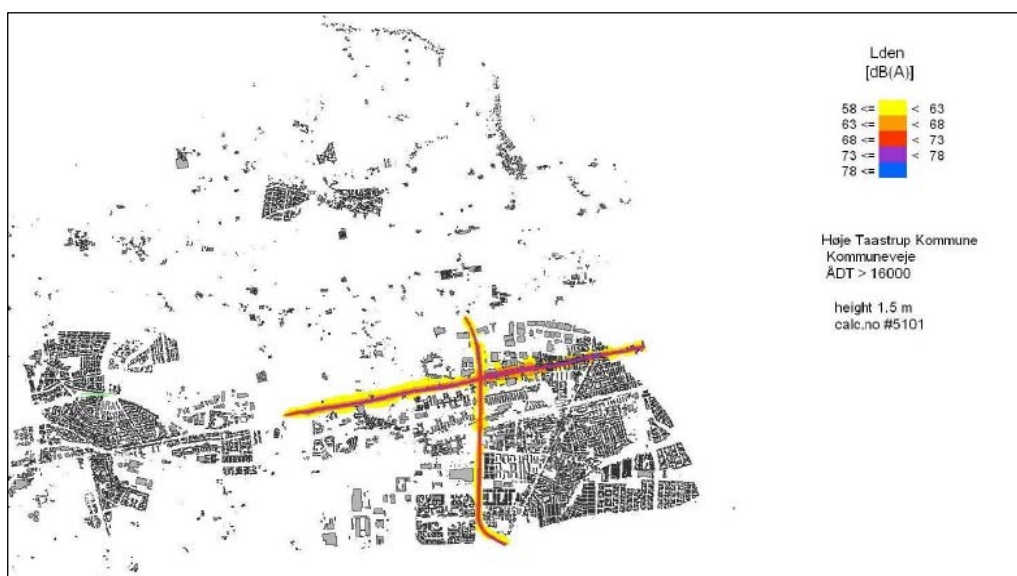 Lden
[dB(A)]
58 <= < 63
63 <= < 68
68 <= < 73
73 <= < 78
78 <=
Høje Taastrup Kommune
Kommuneveje
ÅDT > 16000
height 1.5 m
calc.no #5101